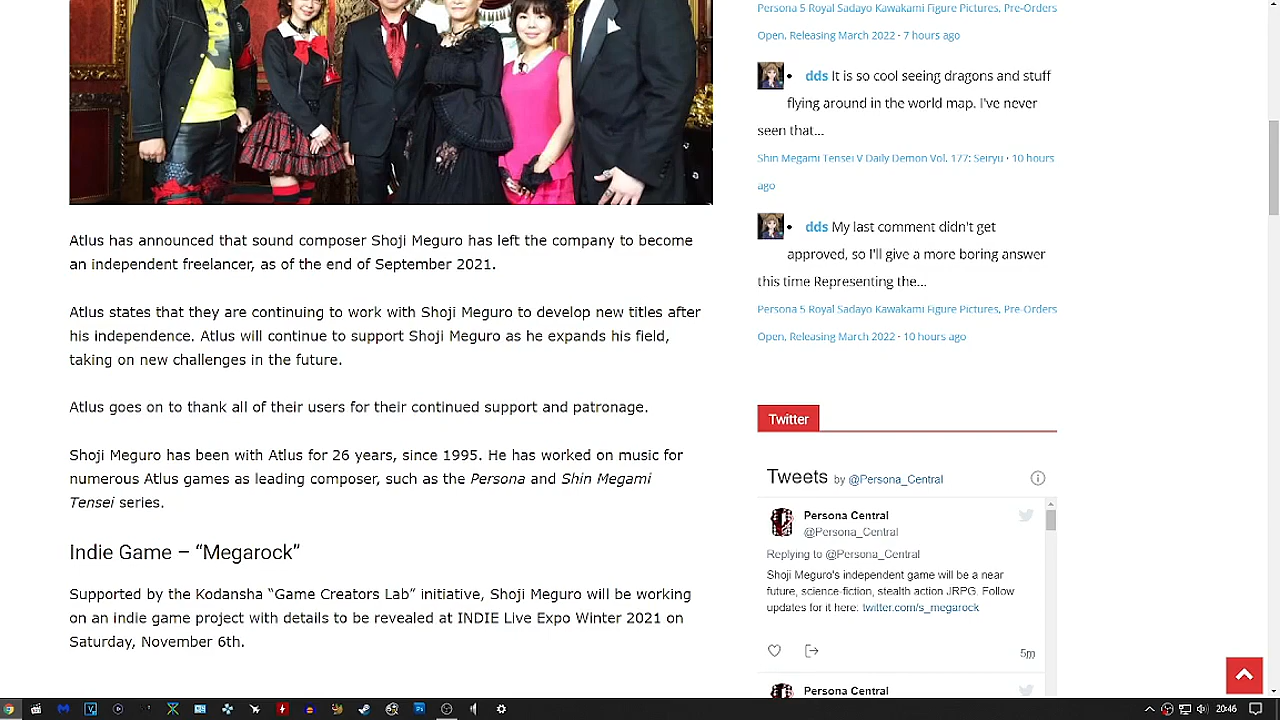 Atlus has announced that sound composer Shoji Meguro has left the company to become
an independent freelancer, as of the end of September 2021.
Atlus states that they are continuing to work with Shoji Meguro to develop new titles after
his independence. Atlus will continue to support Shoji Meguro as he expands his field,
taking on new challenges in the future.
Atlus goes on to thank all of their users for their continued support and patronage.
Shoji Meguro has been with Atlus for 26 years, since 1995. He has worked on music for
numerous Atlus games as leading composer, such as the Persona and Shin Megami
Tensei series.
Indie Game – “Megarock”
Supported by the Kodansha “Game Creators Lab” initiative, Shoji Meguro will be working
on an indie game project with details to be revealed at INDIE Live Expo Winter 2021 on
Saturday, November 6th.
Persona 5 Royal Sadayo Kawakami Figure Pictures, Pre-Orders
Open, Releasing March 2022 · 7 hours ago
dds It is so cool seeing dragons and stuff
flying around in the world map. I've never
seen that...
Shin Megami Tensei V Daily Demon Vol. 177: Seiryu · 10 hours
ago
dds My last comment didn't get
approved, so I'll give a more boring answer
this time Representing the...
Persona 5 Royal Sadayo Kawakami Figure Pictures, Pre-Orders
Open, Releasing March 2022 · 10 hours ago
Twitter
Tweets by @Persona_Central
Persona Central
@Persona_Central
Replying to @Persona_Central
Shoji Meguro's independent game will be a near
future, science-fiction, stealth action JRPG. Follow
updates for it here: twitter.com/s_megarock
5m
Persona Central
20:46